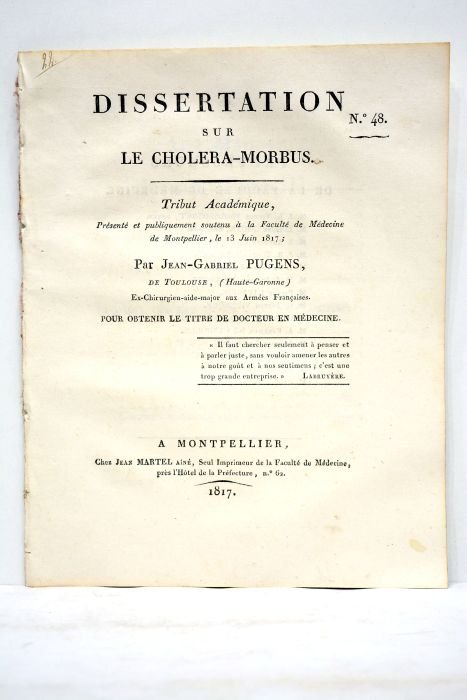 24.
DISSERTATION
N.° 48.
SUR
LE CHOLERA-MORBUS.
Tribut Académique,
Présenté et publiquement soutenu à la Faculté de Médecine
de Montpellier, le 13 Juin 1817;
Par Jean-Gabriel PUGENS,
DE TOULOUSE, (Haute-Garonne)
Ex-Chirurgien-aide-major aux Armées Françaises.
POUR OBTENIR LE TITRE DE DOCTEUR EN MÉDECINE.
« Il faut chercher seulement à penser et
à parler juste, sans vouloir amener les autres
à notre goût et à nos sentimens ; c'est une
trop grande entreprise. » LABRUYÈRE.
A MONTPELLIER,
Chez JEAN MARTEL AÎNÉ, Seul Imprimeur de la Faculté de Médecine,
près l'Hôtel de la Préfecture, n.° 62.
1817.